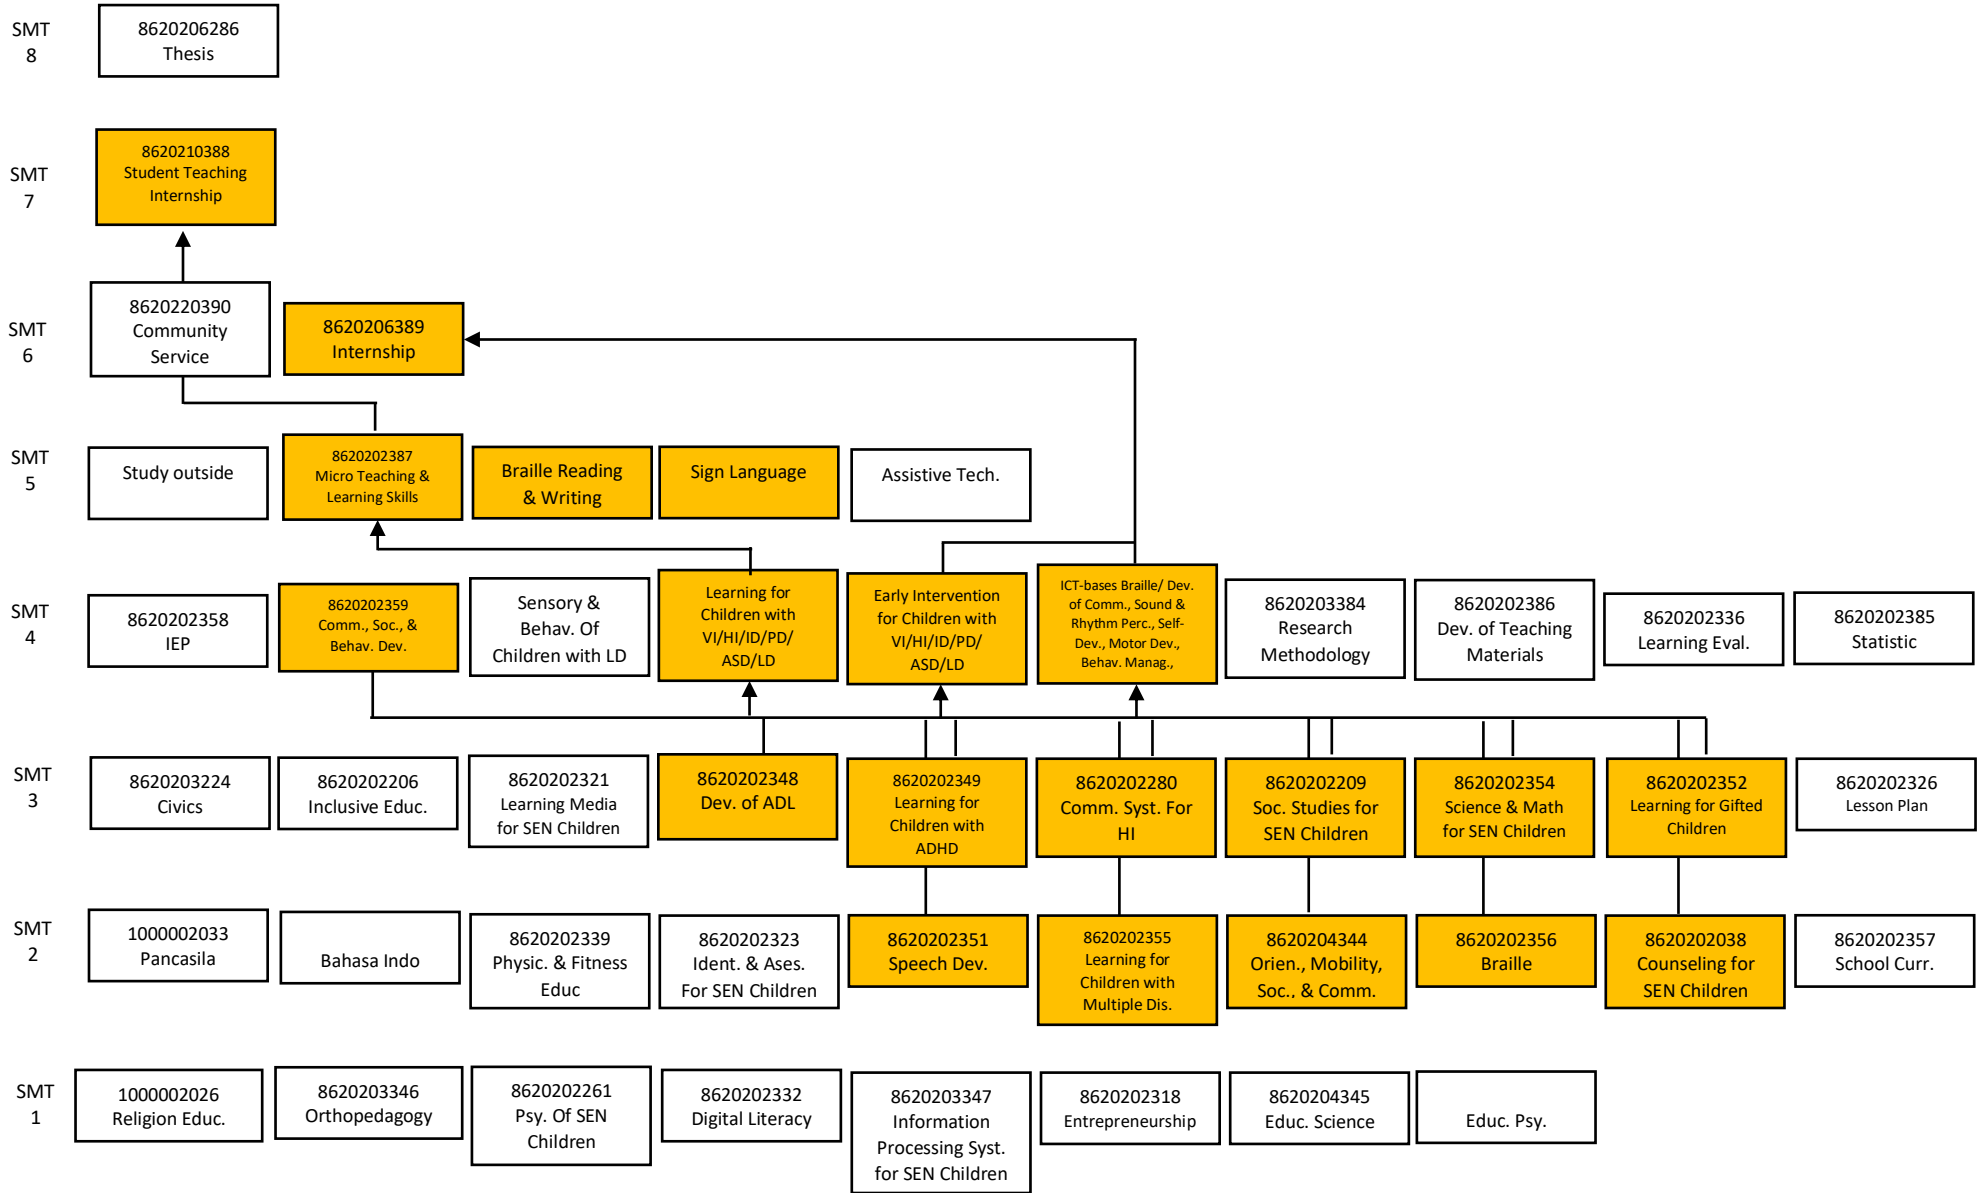 SMT
8
8620206286
Thesis
SMT
7
8620210388
Student Teaching
Internship
SMT
6
8620220390
Community
Service
8620206389
Internship
SMT
5
Study outside
8620202387
Micro Teaching &
Learning Skills
Braille Reading
& Writing
Sign Language
Assistive Tech.
SMT
4
8620202358
IEP
8620202359
Comm., Soc., &
Behav. Dev.
Sensory &
Behav. Of
Children with LD
Learning for
Children with
VI/HI/ID/PD/
ASD/LD
Early Intervention
for Children with
VI/HI/ID/PD/
ASD/LD
ICT-bases Braille/ Dev.
of Comm., Sound &
Rhythm Perc., Self-
Dev., Motor Dev.,
Behav. Manag.,
8620203384
Research
Methodology
8620202386
Dev. of Teaching
Materials
8620202336
Learning Eval.
8620202385
Statistic
SMT
3
8620203224
Civics
8620202206
Inclusive Educ.
8620202321
Learning Media
for SEN Children
8620202348
Dev. of ADL
8620202349
Learning for
Children with
ADHD
8620202280
Comm. Syst. For
HI
8620202209
Soc. Studies for
SEN Children
8620202354
Science & Math
for SEN Children
8620202352
Learning for Gifted
Children
8620202326
Lesson Plan
SMT
2
1000002033
Pancasila
Bahasa Indo
8620202339
Physic. & Fitness
Educ
8620202323
Ident. & Ases.
For SEN Children
8620202351
Speech Dev.
8620202355
Learning for
Children with
Multiple Dis.
8620204344
Orien., Mobility,
Soc., & Comm.
8620202356
Braille
8620202038
Counseling for
SEN Children
8620202357
School Curr.
SMT
1
1000002026
Religion Educ.
8620203346
Orthopedagogy
8620202261
Psy. Of SEN
Children
8620202332
Digital Literacy
8620203347
Information
Processing Syst.
for SEN Children
8620202318
Entrepreneurship
8620204345
Educ. Science
Educ. Psy.